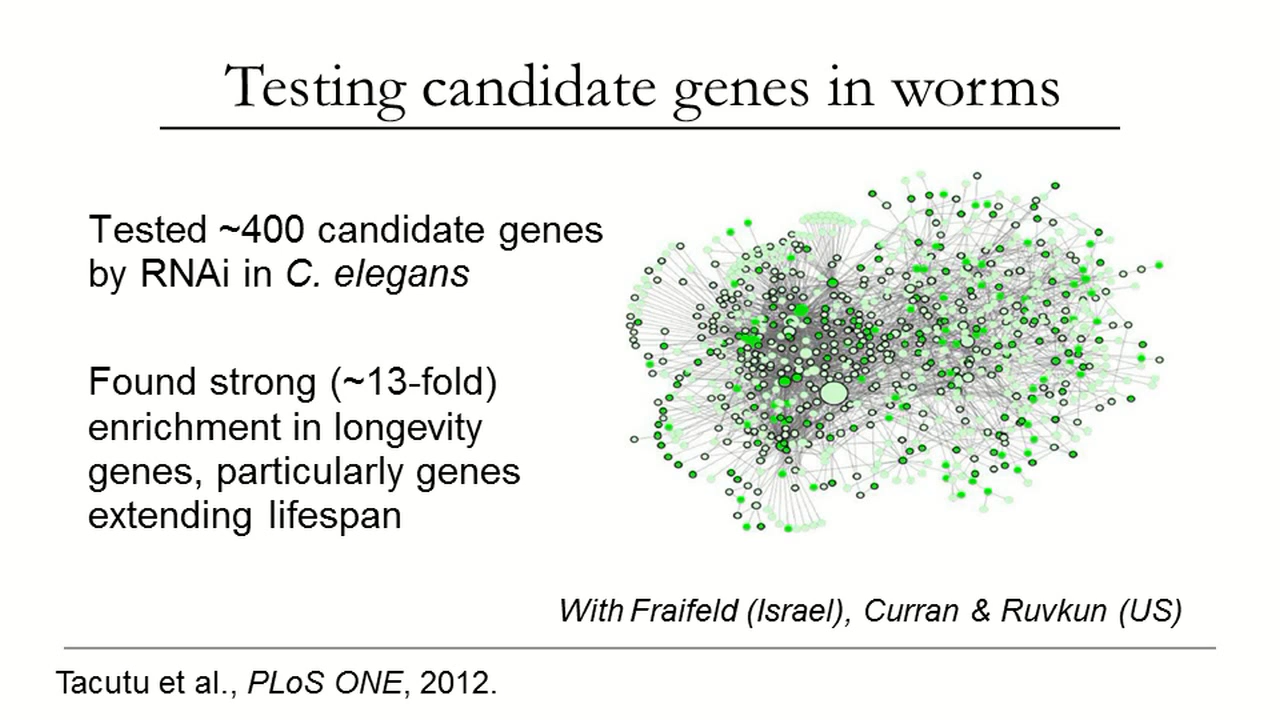 Testing candidate genes in worms
Tested ~400 candidate genes
by RNAi in C. elegans
Found strong (~13-fold)
enrichment in longevity
genes, particularly genes
extending lifespan
With Fraifeld (Israel), Curran & Ruvkun (US)
Tacutu et al., PLoS ONE, 2012.